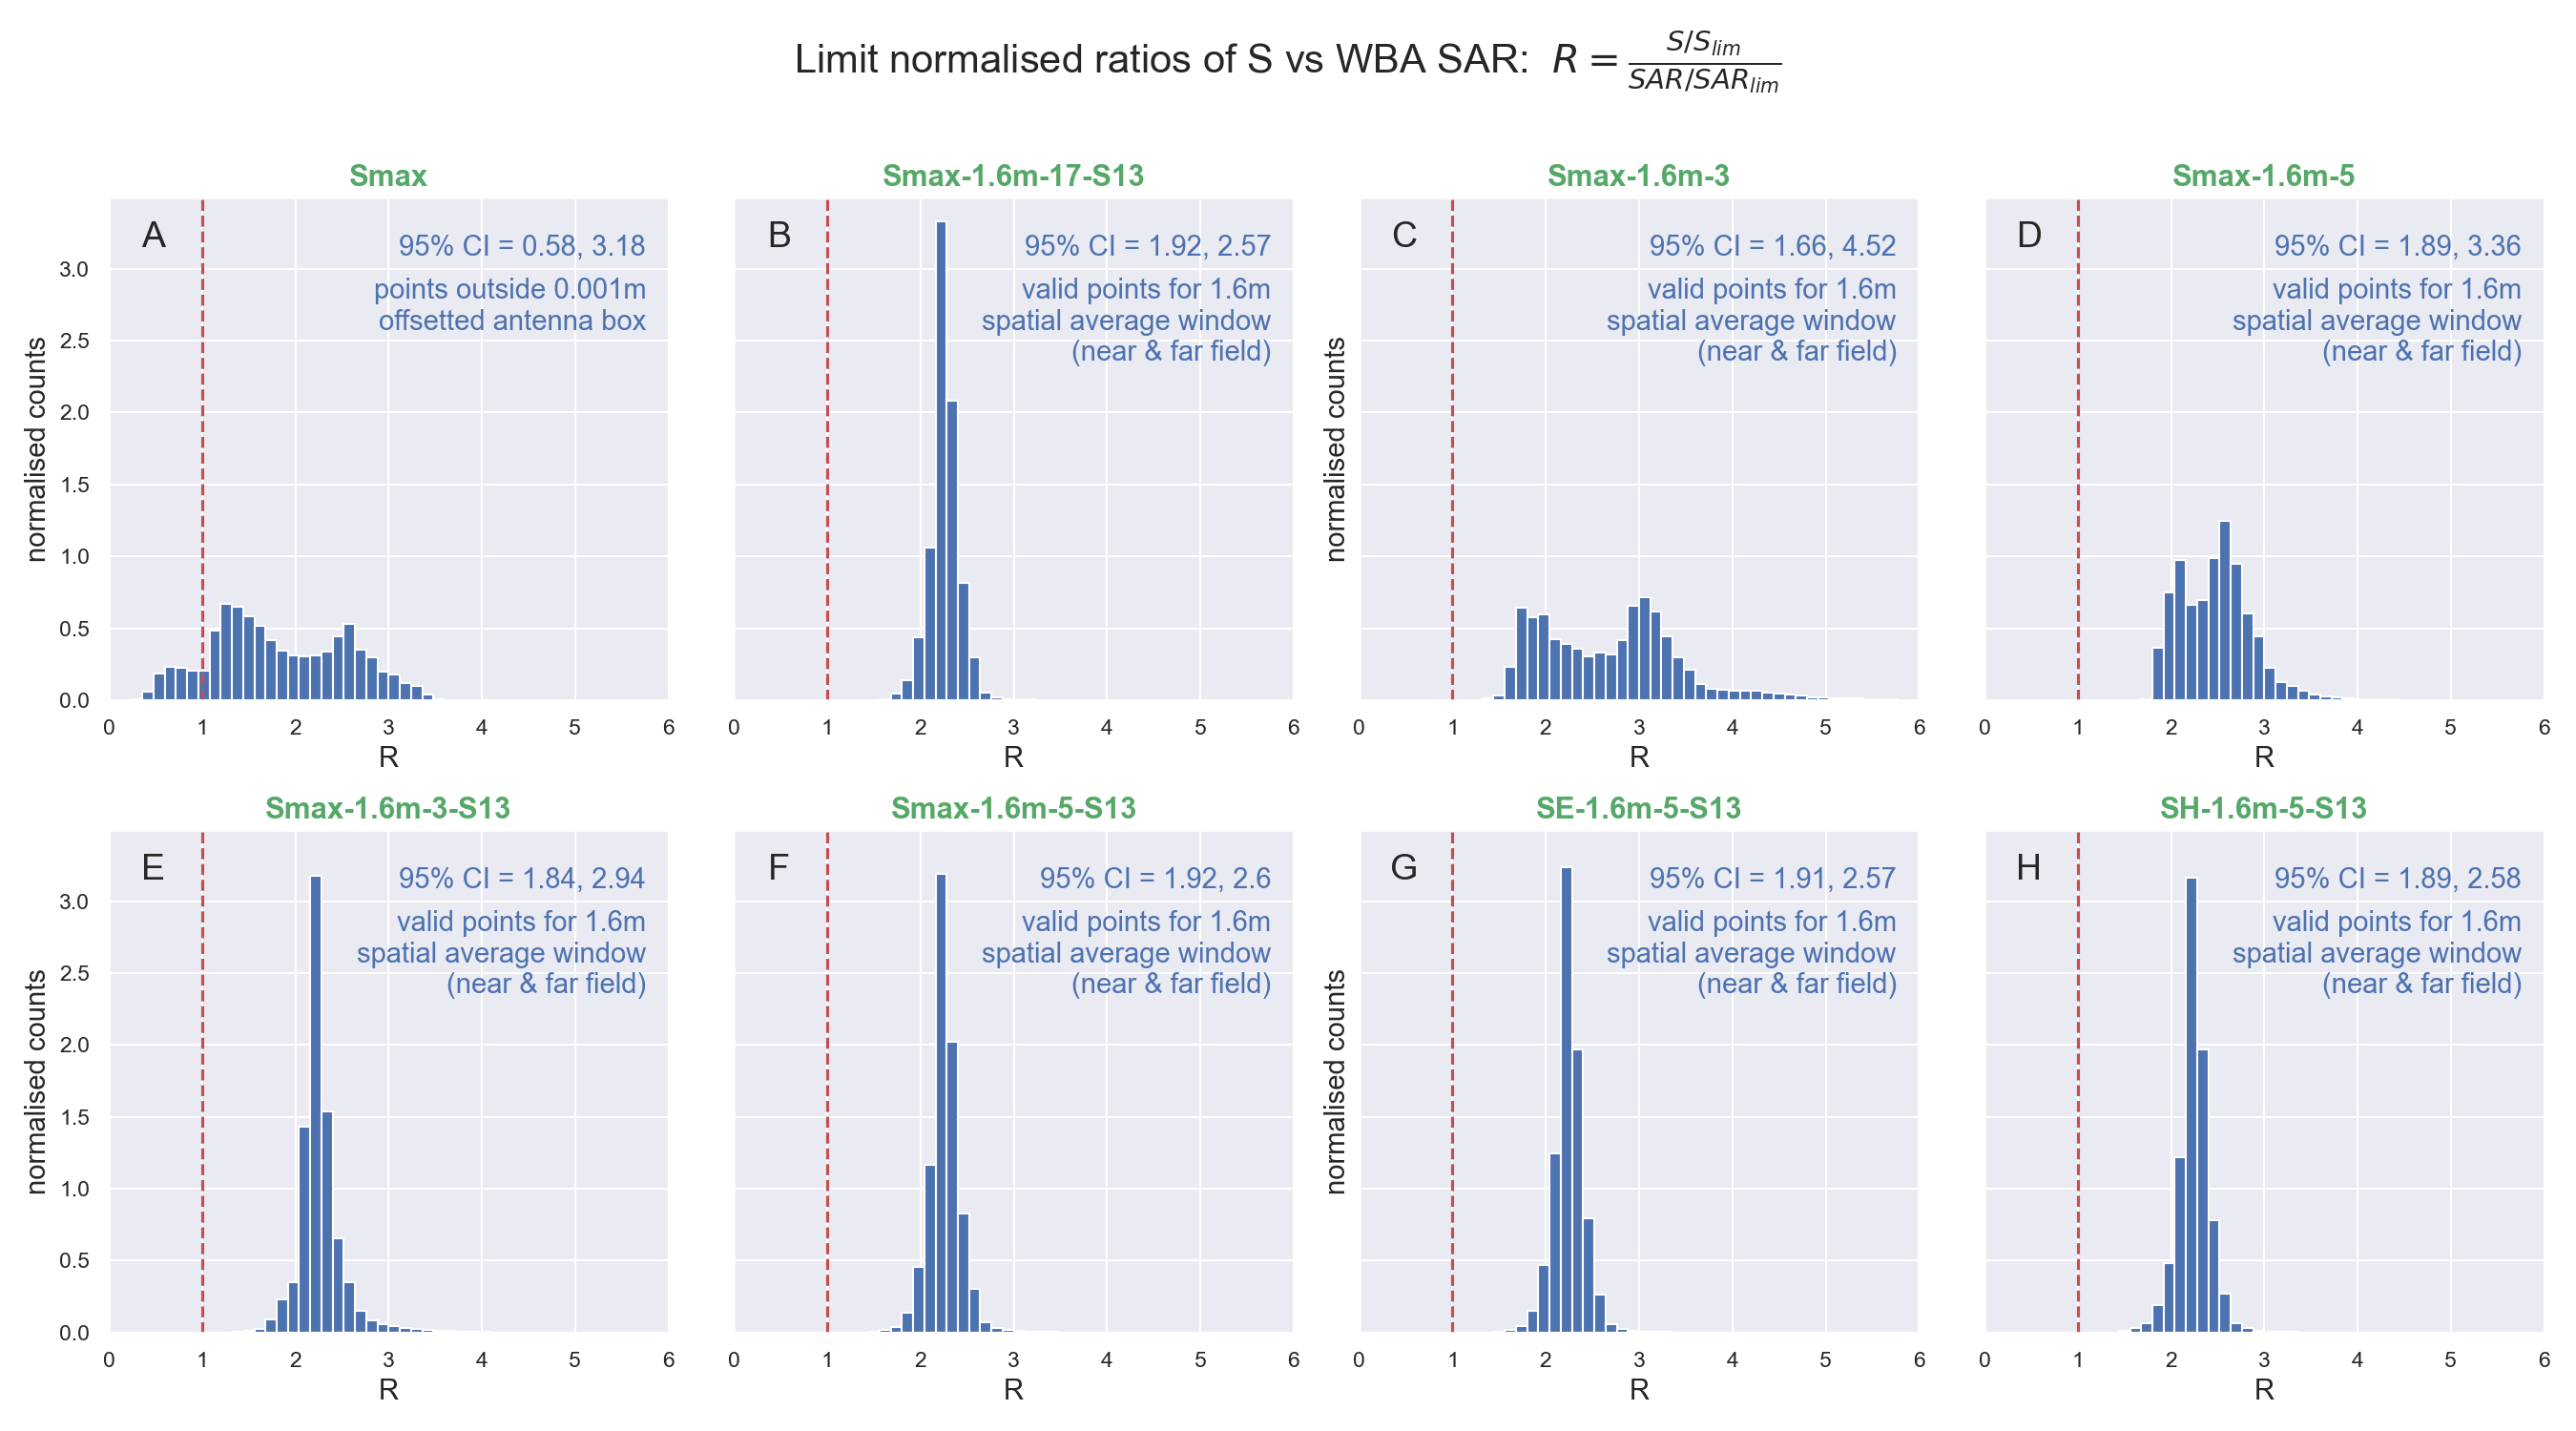 Limit normalised ratios of S vs WBA SAR: R = \frac{S/S_{lim}}{SAR/SAR_{lim}}
Smax
A
95% CI = 0.58, 3.18
points outside 0.001m
offsetted antenna box
normalised counts
3.0
2.5
2.0
1.5
1.0
0.5
0.0
0 1 2 3 4 5 6
R
Smax-1.6m-17-S13
B
95% CI = 1.92, 2.57
valid points for 1.6m
spatial average window
(near & far field)
0 1 2 3 4 5 6
R
Smax-1.6m-3
C
95% CI = 1.66, 4.52
valid points for 1.6m
spatial average window
(near & far field)
normalised counts
0 1 2 3 4 5 6
R
Smax-1.6m-5
D
95% CI = 1.89, 3.36
valid points for 1.6m
spatial average window
(near & far field)
0 1 2 3 4 5 6
R
Smax-1.6m-3-S13
E
95% CI = 1.84, 2.94
valid points for 1.6m
spatial average window
(near & far field)
normalised counts
3.0
2.5
2.0
1.5
1.0
0.5
0.0
0 1 2 3 4 5 6
R
Smax-1.6m-5-S13
F
95% CI = 1.92, 2.6
valid points for 1.6m
spatial average window
(near & far field)
0 1 2 3 4 5 6
R
SE-1.6m-5-S13
G
95% CI = 1.91, 2.57
valid points for 1.6m
spatial average window
(near & far field)
normalised counts
0 1 2 3 4 5 6
R
SH-1.6m-5-S13
H
95% CI = 1.89, 2.58
valid points for 1.6m
spatial average window
(near & far field)
0 1 2 3 4 5 6
R